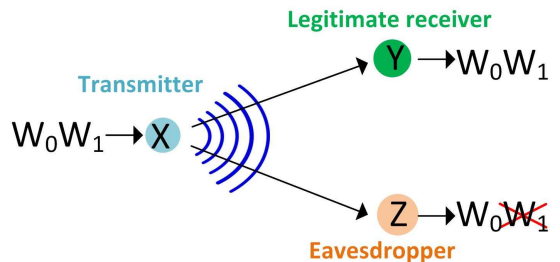 Legitimate receiver
Y
W₀W₁
Transmitter
W₀W₁
X
Z
W₀W₁
Eavesdropper